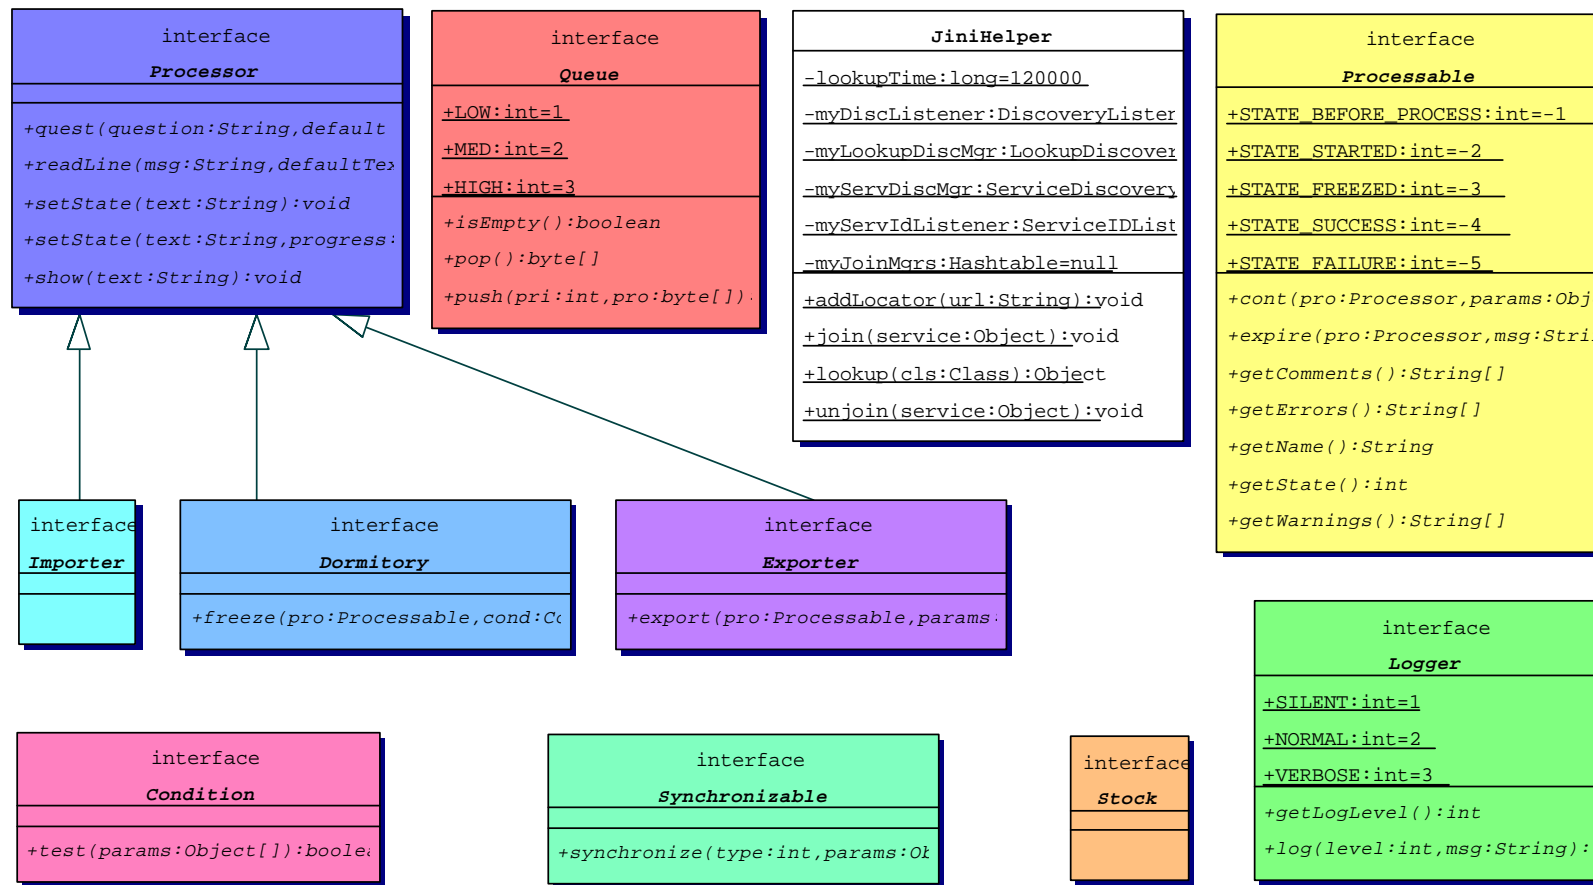 interface
Processor
+quest(question:String,default
+readLine(msg:String,defaultTex
+setState(text:String):void
+setState(text:String,progress:
+show(text:String):void
interface
Queue
+LOW:int=1
+MED:int=2
+HIGH:int=3
+isEmpty():boolean
+pop():byte[]
+push(pri:int,pro:byte[]):
JiniHelper
-lookupTime:long=120000
-myDiscListener:DiscoveryListen
-myLookupDiscMgr:LookupDiscover
-myServDiscMgr:ServiceDiscovery
-myServIdListener:ServiceIDList
-myJoinMgrs:Hashtable=null
+addLocator(url:String):void
+join(service:Object):void
+lookup(cls:Class):Object
+unjoin(service:Object):void
interface
Processable
+STATE_BEFORE_PROCESS:int=-1
+STATE_STARTED:int=-2
+STATE_FREEZED:int=-3
+STATE_SUCCESS:int=-4
+STATE_FAILURE:int=-5
+cont(pro:Processor,params:Obj
+expire(pro:Processor,msg:Stri
+getComments():String[]
+getErrors():String[]
+getName():String
+getState():int
+getWarnings():String[]
interface
Importer
interface
Dormitory
+freeze(pro:Processable,cond:Co
interface
Exporter
+export(pro:Processable,params:
interface
Logger
+SILENT:int=1
+NORMAL:int=2
+VERBOSE:int=3
+getLogLevel():int
+log(level:int,msg:String):
interface
Condition
+test(params:Object[]):boolea
interface
Synchronizable
+synchronize(type:int,params:Ob
interface
Stock